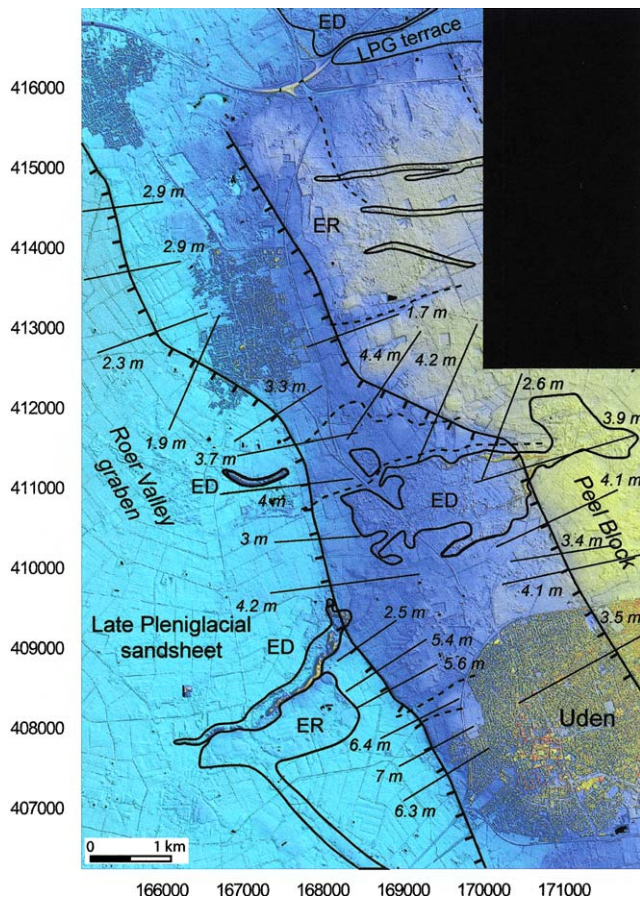 ED
LPG terrace
416000
415000
2.9 m
ER
414000
2.9 m
413000
1.7 m
2.3 m
4.4 m
4.2 m
3.3 m
2.6 m
412000
1.9 m
3.9 m
3.7 m
Roer Valley
graben
ED
411000
4 m
ED
4.1 m
Peel Block
3 m
3.4 m
410000
4.2 m
4.1 m
2.5 m
3.5 m
Late Pleniglacial
sandsheet
ED
409000
5.4 m
5.6 m
ER
Uden
408000
6.4 m
7 m
6.3 m
407000
0 1 km
166000 167000 168000 169000 170000 171000